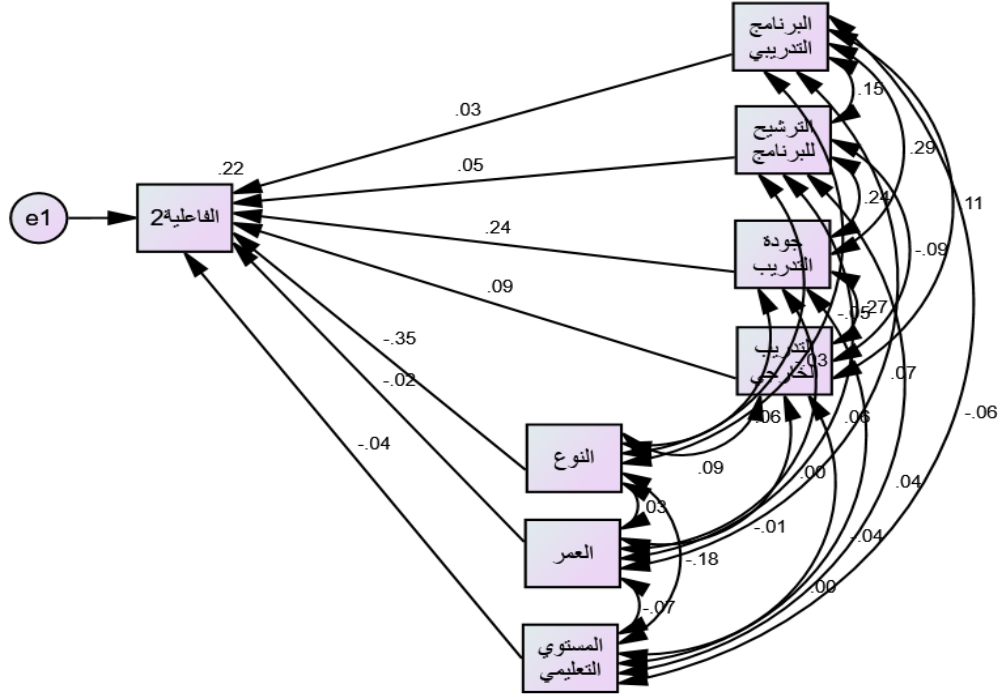 البرنامج
التدريبي
.15
.03
الترشيح
للبرنامج
.29
.22
.05
.24
11
e1
الفاعلية2
.24
جودة
التدريب
-.09
.09
-.05
.27
-.35
التدريب
لخارجي
.03
.07
-.02
-.06
.06
.06
-.04
النوع
.09
.00
.04
.03
-.01
العمر
-.18
-.04
.00
-.07
المستوي
التعليمي